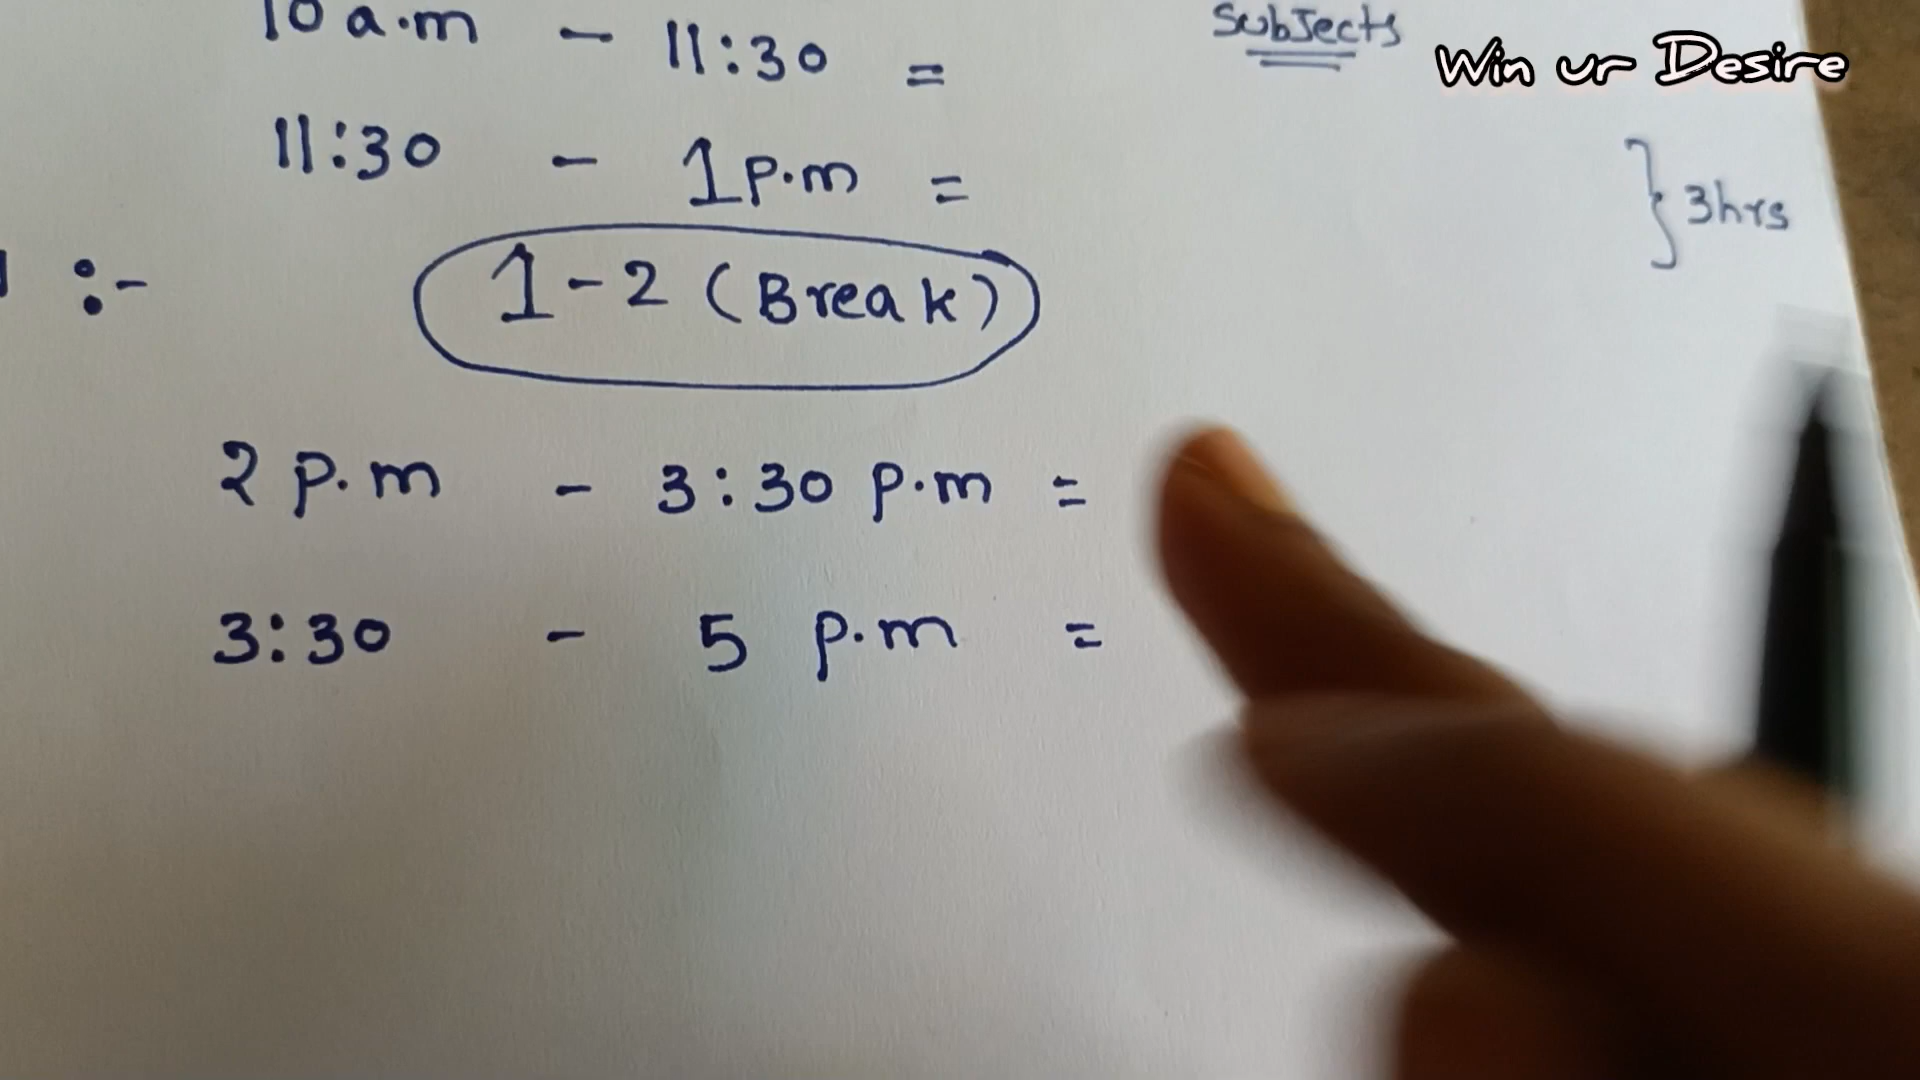 10 a.m - 11:30 =
Subjects
Win ur Desire
11:30 - 1 p.m =
} 3hrs
:- 1 - 2 (Break)
2 p.m - 3:30 p.m =
3:30 - 5 p.m =